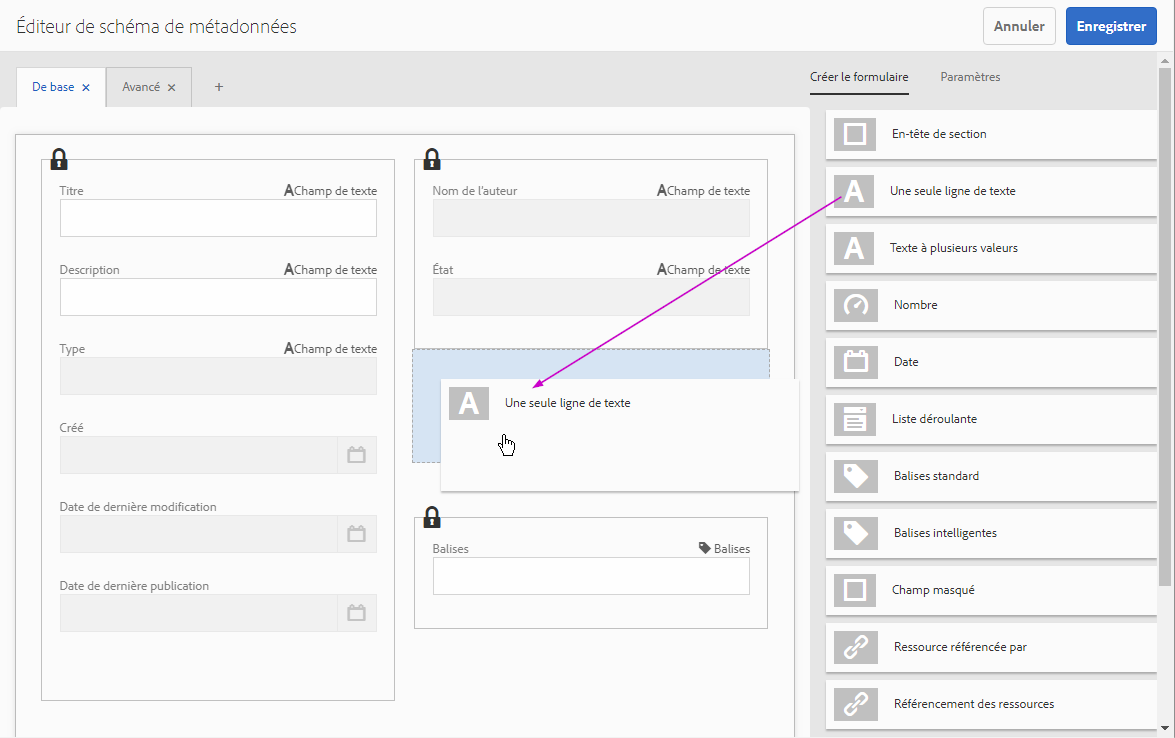 Éditeur de schéma de métadonnées
Annuler
Enregistrer
De base ×
Avancé ×
+
Créer le formulaire
Paramètres
Titre
AChamp de texte
Description
AChamp de texte
Type
AChamp de texte
Créé
Date de dernière modification
Date de dernière publication
Nom de l'auteur
AChamp de texte
État
AChamp de texte
A Une seule ligne de texte
Balises
Balises
En-tête de section
A Une seule ligne de texte
A Texte à plusieurs valeurs
Nombre
Date
Liste déroulante
Balises standard
Balises intelligentes
Champ masqué
Ressource référencée par
Référencement des ressources